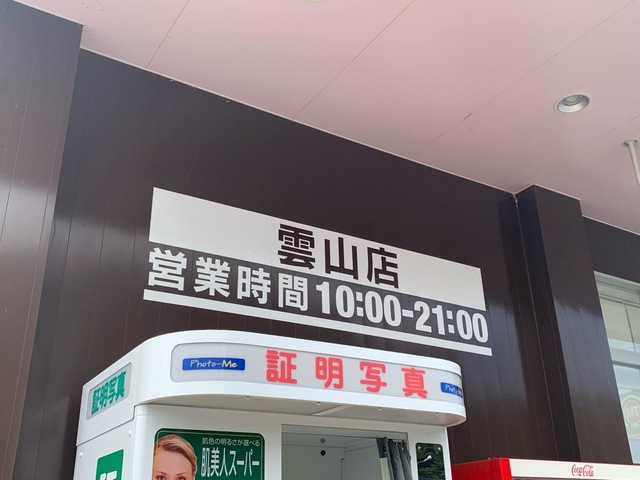 雲山店
営業時間 10:00-21:00
Photo-Me
証明写真
証明写真
肌色の明るさが選べる
肌美人スーパー
Coca-Cola